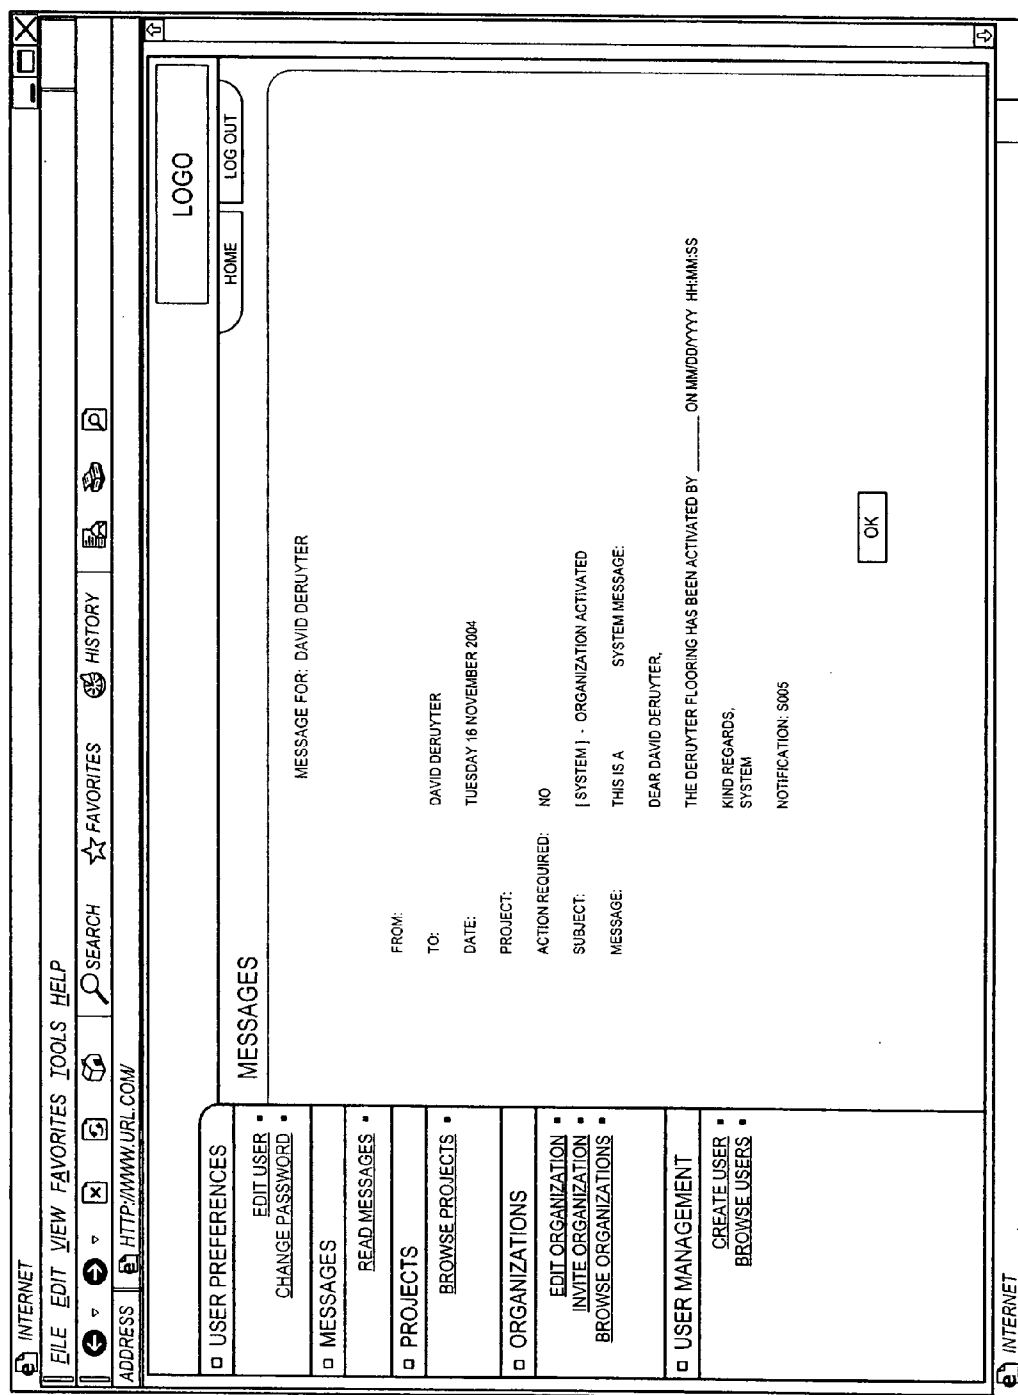 INTERNET
FILE EDIT VIEW FAVORITES TOOLS HELP
SEARCH FAVORITES HISTORY
ADDRESS HTTP://WWW.URL.COM/
LOGO
HOME LOG OUT
USER PREFERENCES
EDIT USER
CHANGE PASSWORD
MESSAGES
READ MESSAGES
PROJECTS
BROWSE PROJECTS
ORGANIZATIONS
EDIT ORGANIZATION
INVITE ORGANIZATION
BROWSE ORGANIZATIONS
USER MANAGEMENT
CREATE USER
BROWSE USERS
MESSAGES
MESSAGE FOR: DAVID DERUYTER
FROM:
TO: DAVID DERUYTER
DATE: TUESDAY 16 NOVEMBER 2004
PROJECT:
ACTION REQUIRED: NO
SUBJECT: [ SYSTEM ] - ORGANIZATION ACTIVATED
MESSAGE: THIS IS A SYSTEM MESSAGE:
DEAR DAVID DERUYTER,
THE DERUYTER FLOORING HAS BEEN ACTIVATED BY ______ ON MM/DD/YYYY HH:MM:SS
KIND REGARDS,
SYSTEM
NOTIFICATION: S005
OK
INTERNET